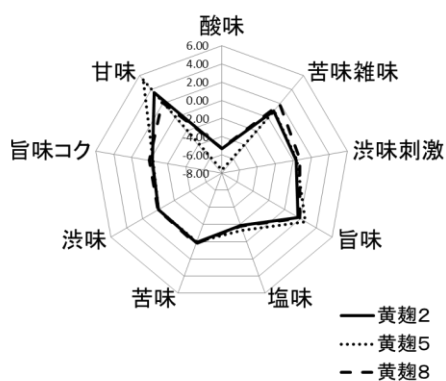 酸味
6.00
4.00
2.00
0.00
-2.00
-4.00
-6.00
-8.00
苦味雑味
渋味刺激
旨味
塩味
苦味
渋味
旨味コク
甘味
黄麹2
黄麹5
黄麹8